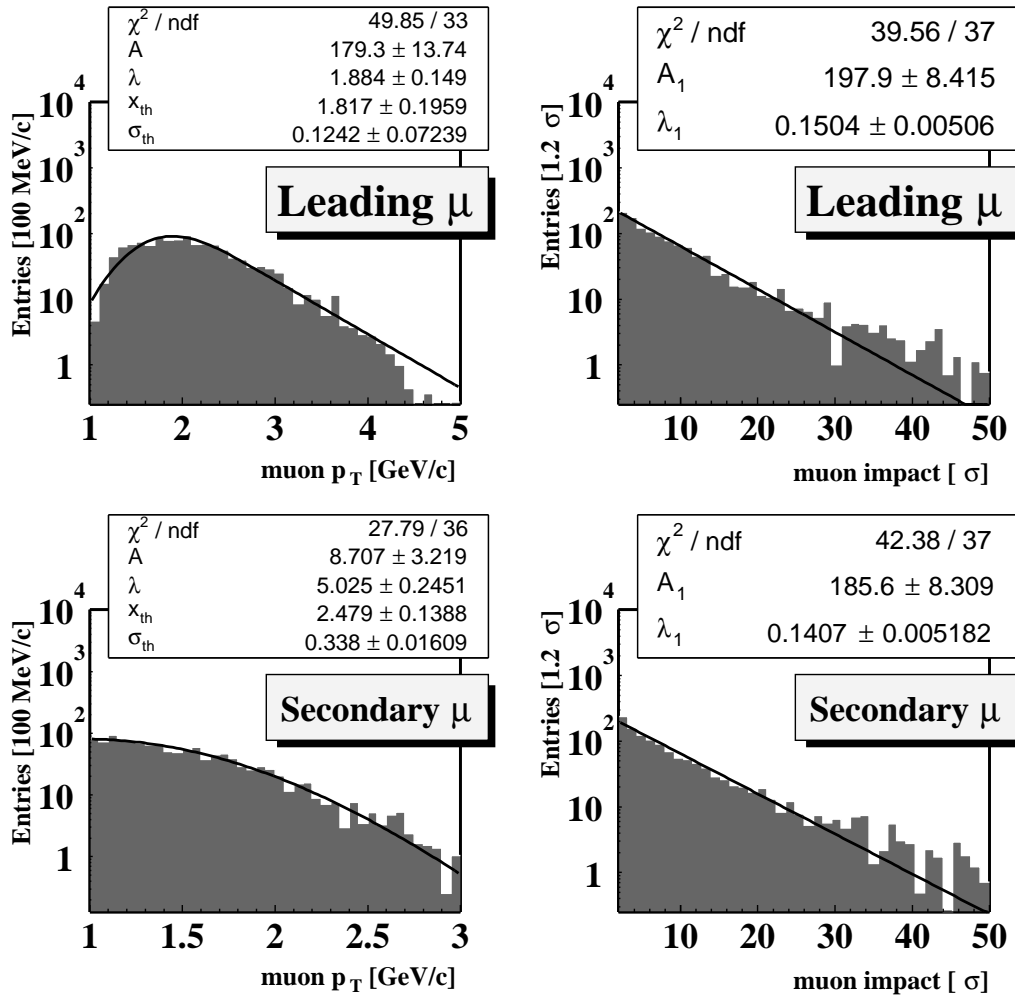 χ² / ndf 49.85 / 33
A 179.3 ± 13.74
λ 1.884 ± 0.149
x_th 1.817 ± 0.1959
σ_th 0.1242 ± 0.07239
Entries [100 MeV/c]
10⁴
10³
10²
10
1
Leading μ
1 2 3 4 5
muon p_T [GeV/c]
χ² / ndf 39.56 / 37
A₁ 197.9 ± 8.415
λ₁ 0.1504 ± 0.00506
Entries [1.2 σ]
10⁴
10³
10²
10
1
Leading μ
10 20 30 40 50
muon impact [ σ]
χ² / ndf 27.79 / 36
A 8.707 ± 3.219
λ 5.025 ± 0.2451
x_th 2.479 ± 0.1388
σ_th 0.338 ± 0.01609
Entries [100 MeV/c]
10⁴
10³
10²
10
1
Secondary μ
1 1.5 2 2.5 3
muon p_T [GeV/c]
χ² / ndf 42.38 / 37
A₁ 185.6 ± 8.309
λ₁ 0.1407 ± 0.005182
Entries [1.2 σ]
10⁴
10³
10²
10
1
Secondary μ
10 20 30 40 50
muon impact [ σ]